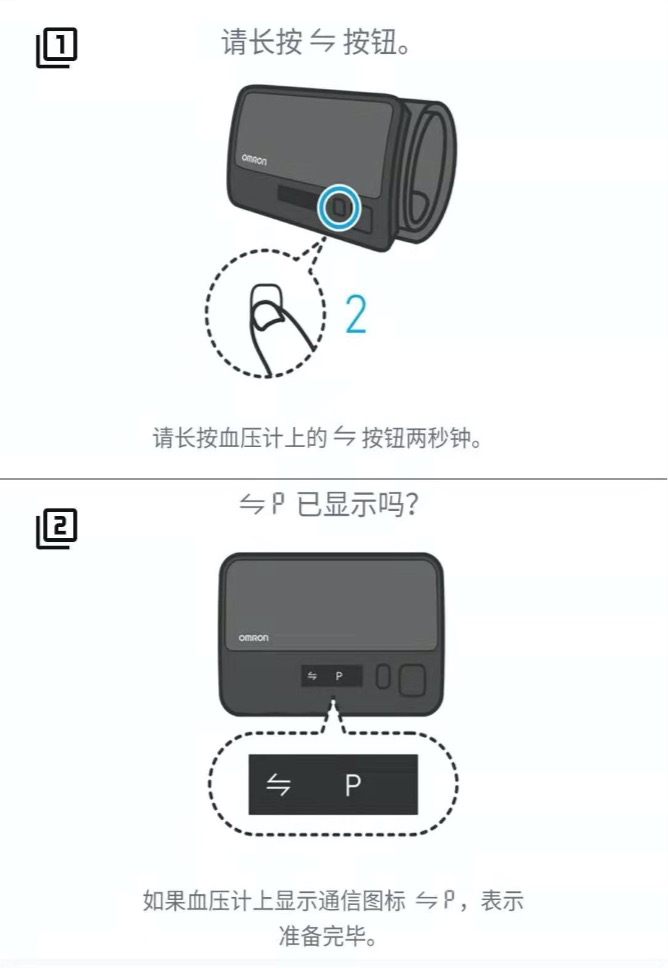 1
请长按 ⇋ 按钮。
OMRON
2
请长按血压计上的 ⇋ 按钮两秒钟。
2
⇋ P 已显示吗？
OMRON
⇋ P
⇋ P
如果血压计上显示通信图标 ⇋ P，表示
准备完毕。